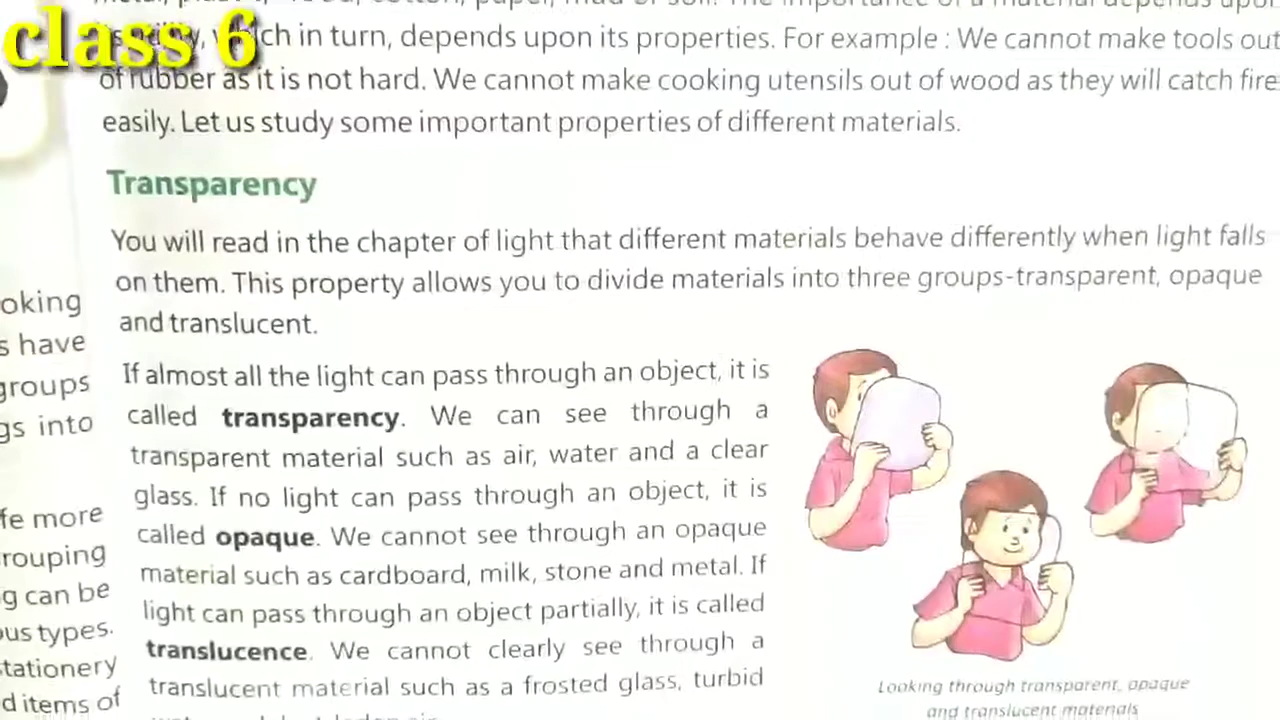 class 6
which in turn, depends upon its properties. For example : We cannot make tools out
of rubber as it is not hard. We cannot make cooking utensils out of wood as they will catch fire
easily. Let us study some important properties of different materials.
Transparency
You will read in the chapter of light that different materials behave differently when light falls
on them. This property allows you to divide materials into three groups-transparent, opaque
and translucent.
If almost all the light can pass through an object, it is
called transparency. We can see through a
transparent material such as air, water and a clear
glass. If no light can pass through an object, it is
called opaque. We cannot see through an opaque
material such as cardboard, milk, stone and metal. If
light can pass through an object partially, it is called
translucence. We cannot clearly see through a
translucent material such as a frosted glass, turbid
Looking through transparent, opaque
and translucent materials
oking
s have
groups
gs into
fe more
rouping
g can be
ous types.
tationery
d items of